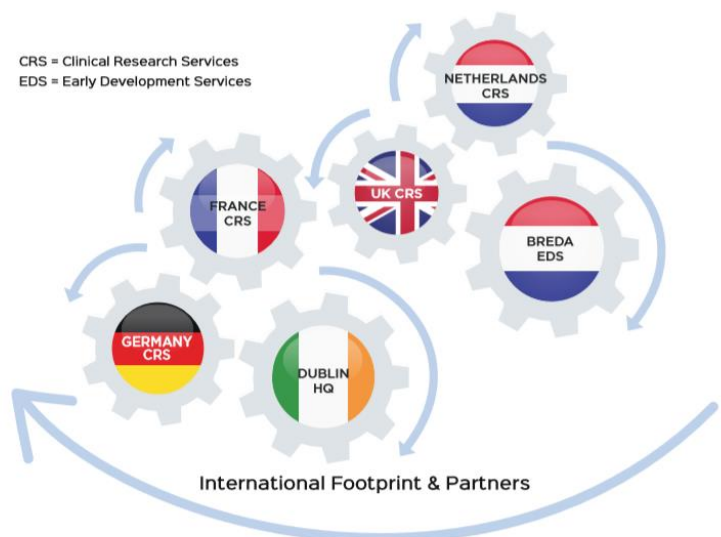 CRS = Clinical Research Services
EDS = Early Development Services
NETHERLANDS
CRS
UK CRS
FRANCE
CRS
BREDA
EDS
GERMANY
CRS
DUBLIN
HQ
International Footprint & Partners